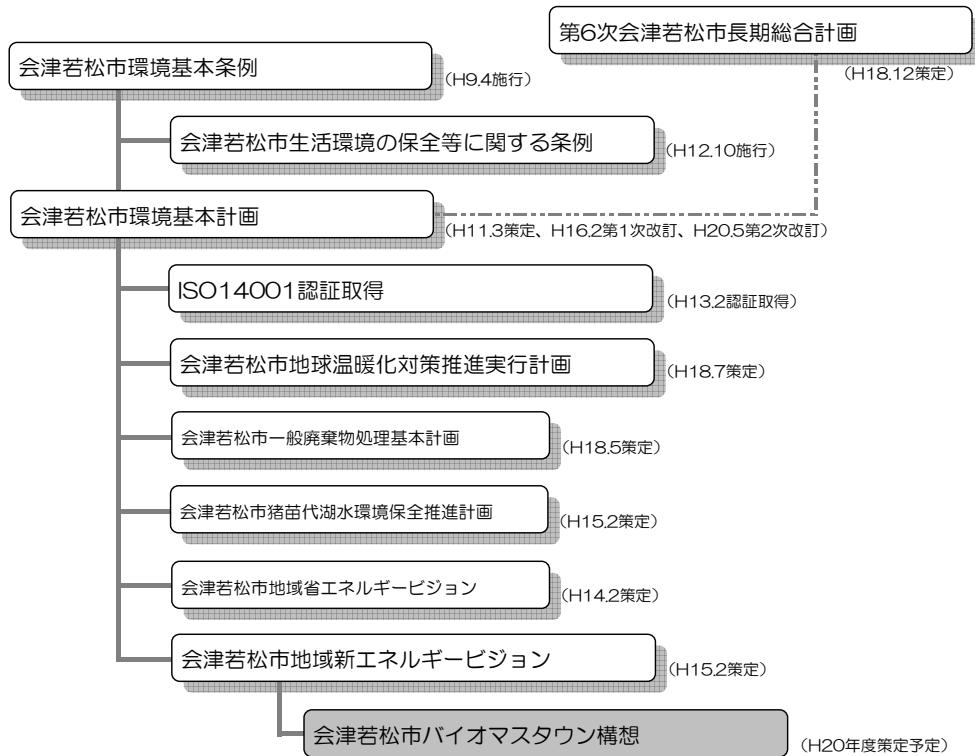 第6次会津若松市長期総合計画
(H18.12策定)
会津若松市環境基本条例
(H9.4施行)
会津若松市生活環境の保全等に関する条例
(H12.10施行)
会津若松市環境基本計画
(H11.3策定、H16.2第1次改訂、H20.5第2次改訂)
ISO14001認証取得
(H13.2認証取得)
会津若松市地球温暖化対策推進実行計画
(H18.7策定)
会津若松市一般廃棄物処理基本計画
(H18.5策定)
会津若松市猪苗代湖水環境保全推進計画
(H15.2策定)
会津若松市地域省エネルギービジョン
(H14.2策定)
会津若松市地域新エネルギービジョン
(H15.2策定)
会津若松市バイオマスタウン構想
(H20年度策定予定)